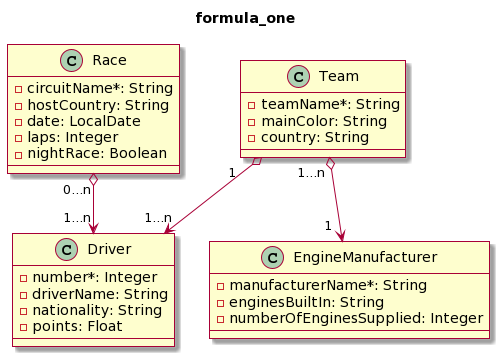 formula_one
C Race
circuitName*: String
hostCountry: String
date: LocalDate
laps: Integer
nightRace: Boolean
C Team
teamName*: String
mainColor: String
country: String
0...n
1...n
1
1...n
1...n
1
C Driver
number*: Integer
driverName: String
nationality: String
points: Float
C EngineManufacturer
manufacturerName*: String
enginesBuiltIn: String
numberOfEnginesSupplied: Integer